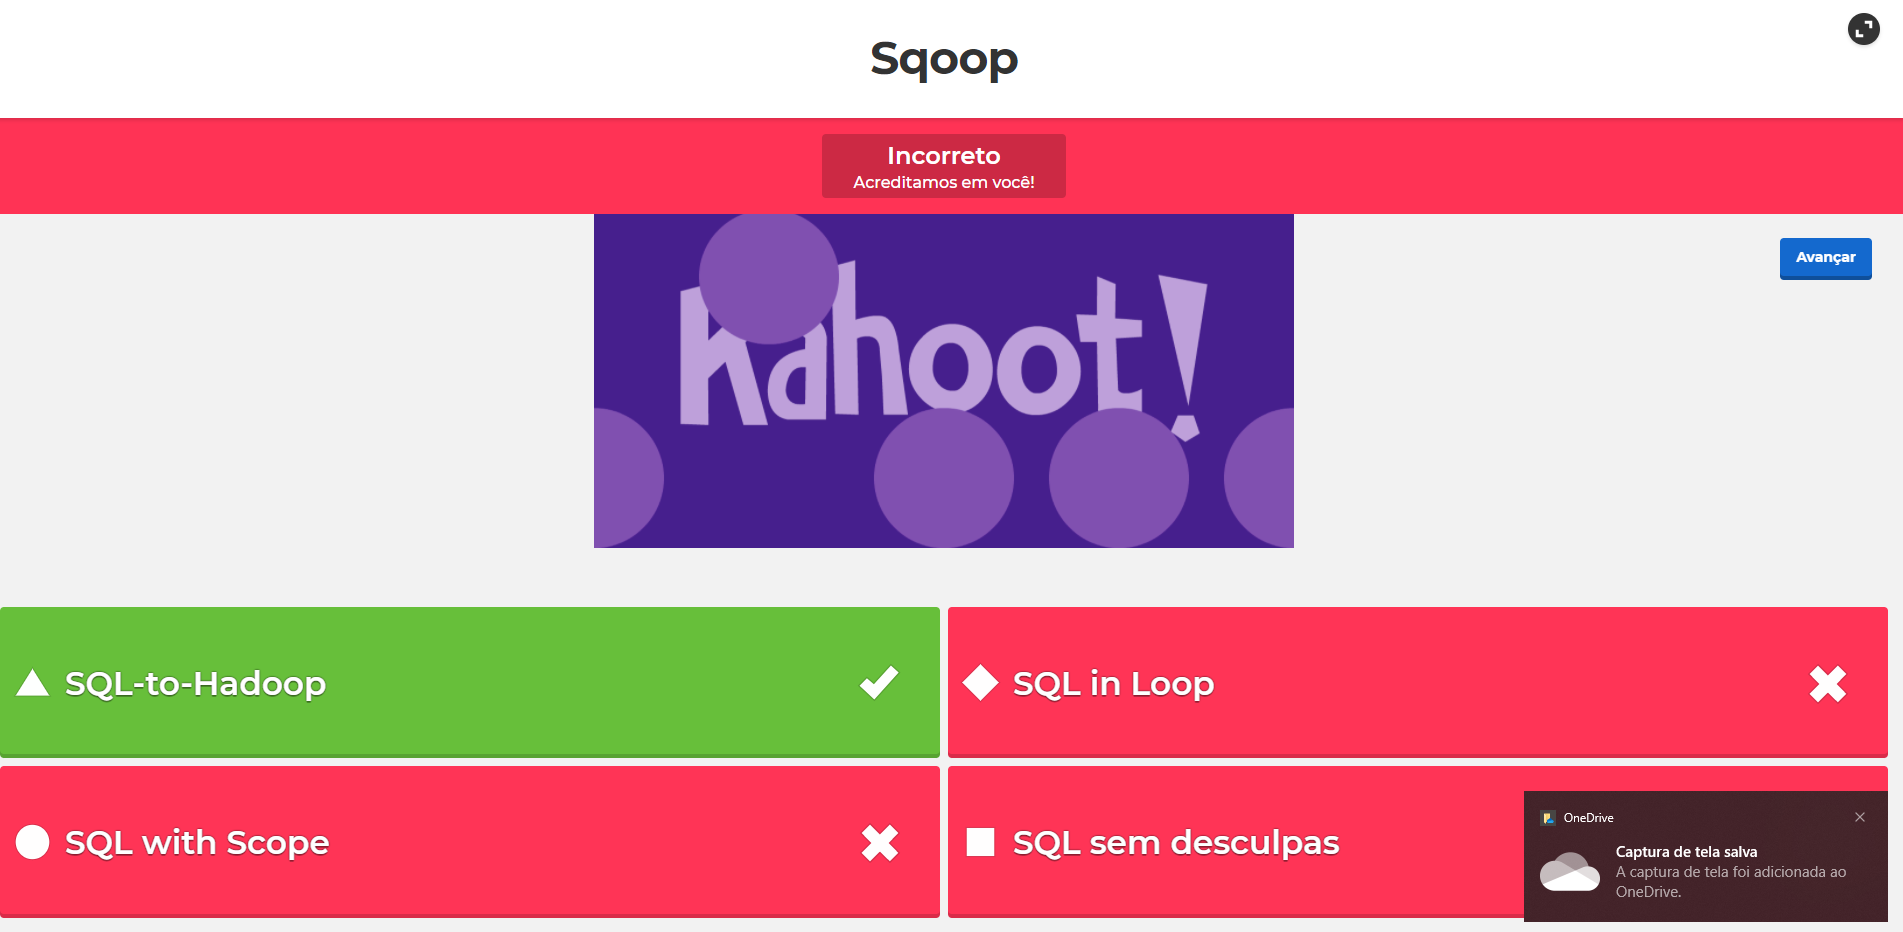 Sqoop
Incorreto
Acreditamos em você!
Kahoot!
Avançar
SQL-to-Hadoop
SQL in Loop
SQL with Scope
SQL sem desculpas
OneDrive
Captura de tela salva
A captura de tela foi adicionada ao
OneDrive.